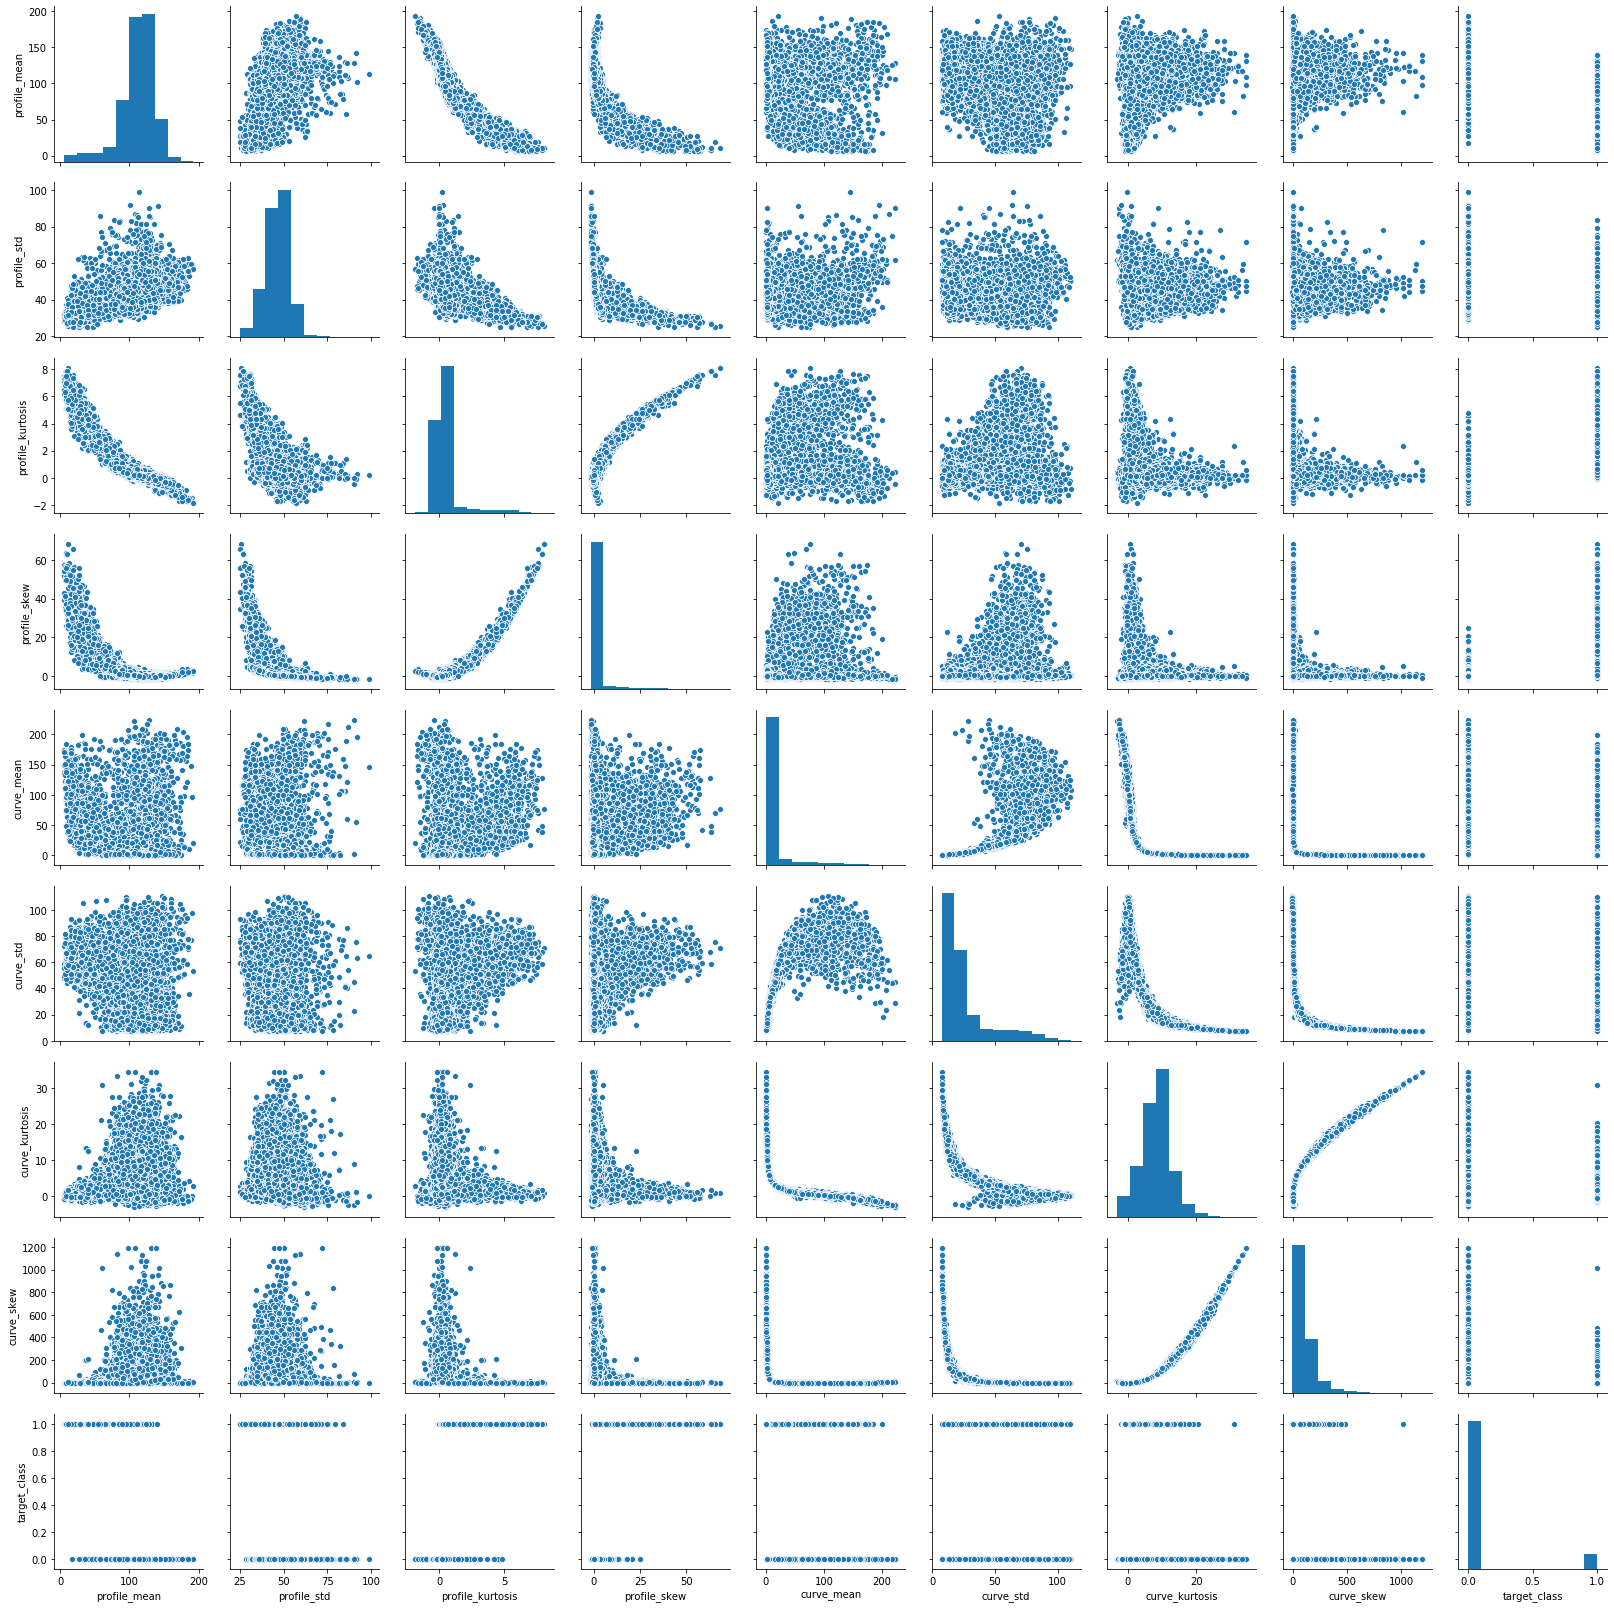 profile_mean
200
150
100
50
0
profile_std
100
80
60
40
20
profile_kurtosis
8
6
4
2
0
−2
profile_skew
60
40
20
0
curve_mean
200
150
100
50
0
curve_std
100
80
60
40
20
0
curve_kurtosis
30
20
10
0
curve_skew
1200
1000
800
600
400
200
0
target_class
1.0
0.8
0.6
0.4
0.2
0.0
0 100 200
25 50 75 100
0 5
0 50
0 100 200
0 50 100
0 20
0 500 1000
0.0 0.5 1.0
profile_mean
profile_std
profile_kurtosis
profile_skew
curve_mean
curve_std
curve_kurtosis
curve_skew
target_class